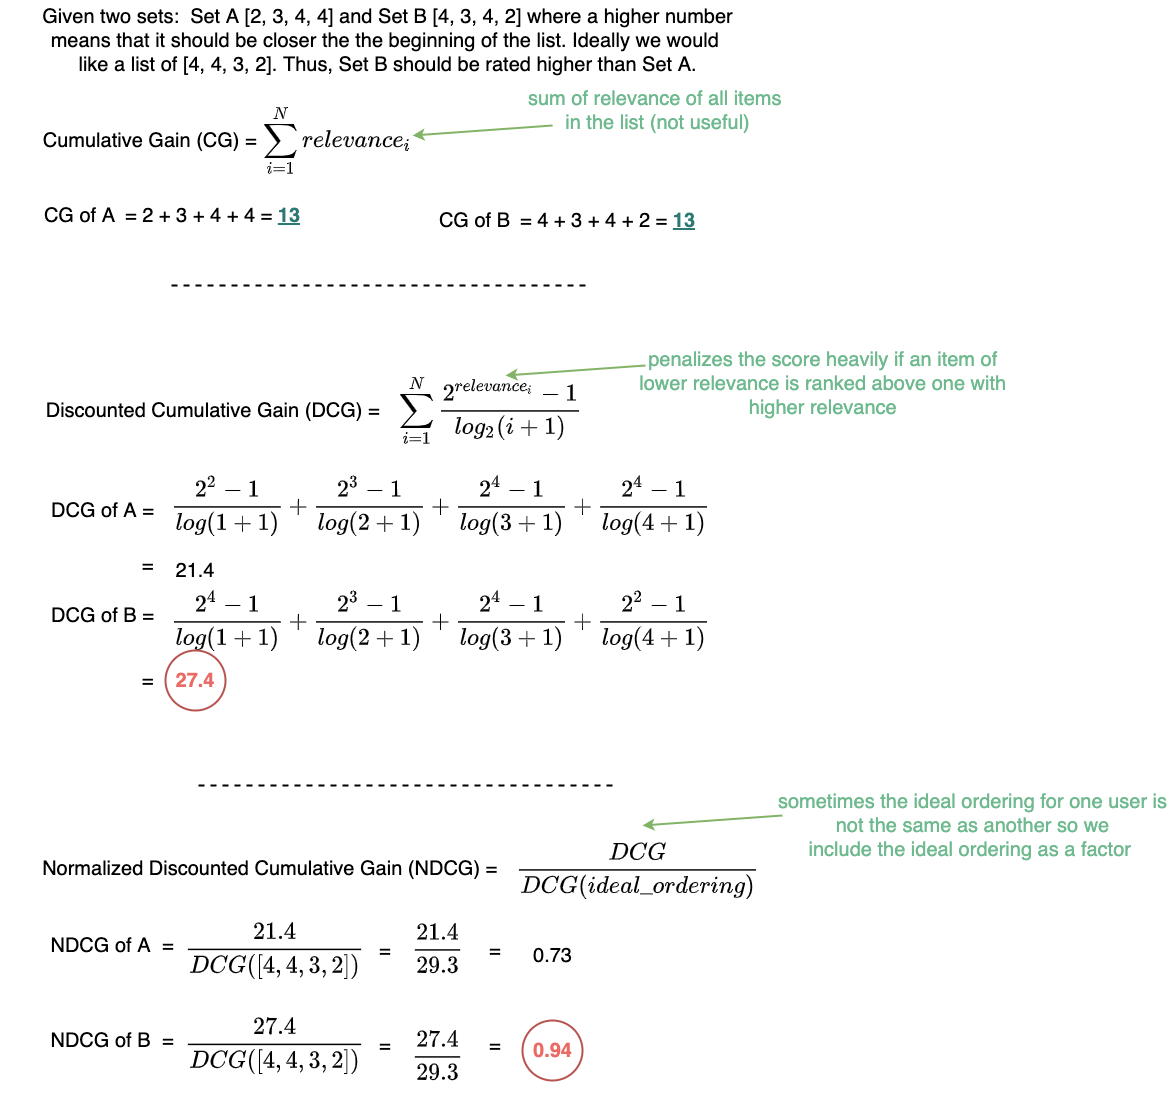 Given two sets:  Set A [2, 3, 4, 4] and Set B [4, 3, 4, 2] where a higher number
means that it should be closer the the beginning of the list. Ideally we would
like a list of [4, 4, 3, 2]. Thus, Set B should be rated higher than Set A.
sum of relevance of all items
in the list (not useful)
Cumulative Gain (CG) = \sum_{i=1}^{N} relevance_i
CG of A = 2 + 3 + 4 + 4 = 13
CG of B = 4 + 3 + 4 + 2 = 13
- - - - - - - - - - - - - - - - - - - - - - - - - - - - - - - - - - -
penalizes the score heavily if an item of
lower relevance is ranked above one with
higher relevance
Discounted Cumulative Gain (DCG) = \sum_{i=1}^{N} \frac{2^{relevance_i} - 1}{log_2(i + 1)}
DCG of A = \frac{2^2 - 1}{log(1 + 1)} + \frac{2^3 - 1}{log(2 + 1)} + \frac{2^4 - 1}{log(3 + 1)} + \frac{2^4 - 1}{log(4 + 1)}
= 21.4
DCG of B = \frac{2^4 - 1}{log(1 + 1)} + \frac{2^3 - 1}{log(2 + 1)} + \frac{2^4 - 1}{log(3 + 1)} + \frac{2^2 - 1}{log(4 + 1)}
= 27.4
- - - - - - - - - - - - - - - - - - - - - - - - - - - - - - - - - - -
sometimes the ideal ordering for one user is
not the same as another so we
include the ideal ordering as a factor
Normalized Discounted Cumulative Gain (NDCG) = \frac{DCG}{DCG(ideal\_ordering)}
NDCG of A = \frac{21.4}{DCG([4, 4, 3, 2])} = \frac{21.4}{29.3} = 0.73
NDCG of B = \frac{27.4}{DCG([4, 4, 3, 2])} = \frac{27.4}{29.3} = 0.94